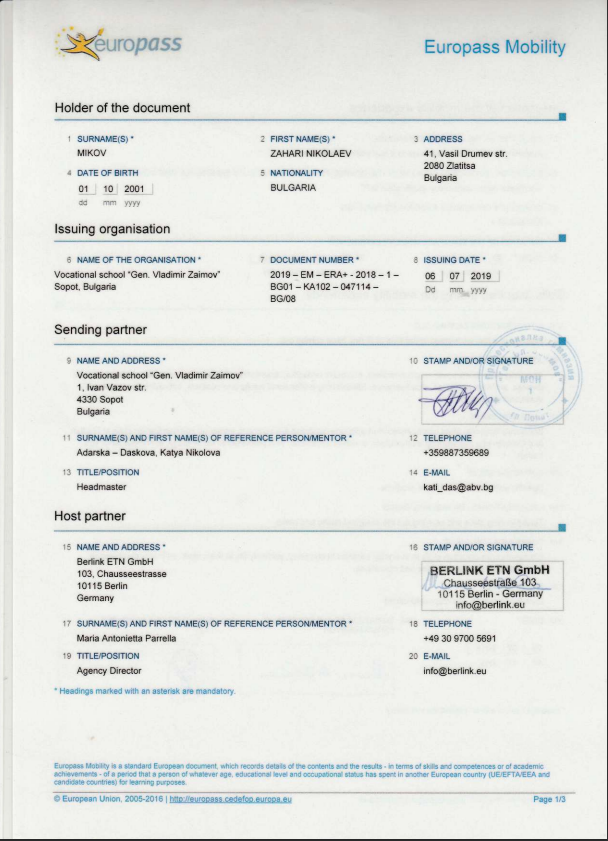 europass
Europass Mobility
Holder of the document
1 SURNAME(S) *
MIKOV
2 FIRST NAME(S) *
ZAHARI NIKOLAEV
3 ADDRESS
41, Vasil Drumev str.
2080 Zlatitsa
Bulgaria
4 DATE OF BIRTH
01 10 2001
dd mm yyyy
5 NATIONALITY
BULGARIA
Issuing organisation
6 NAME OF THE ORGANISATION *
Vocational school "Gen. Vladimir Zaimov"
Sopot, Bulgaria
7 DOCUMENT NUMBER *
2019 – EM – ERA+ - 2018 – 1 –
BG01 – KA102 – 047114 –
BG/08
8 ISSUING DATE *
06 07 2019
Dd mm yyyy
Sending partner
9 NAME AND ADDRESS *
Vocational school "Gen. Vladimir Zaimov"
1, Ivan Vazov str.
4330 Sopot
Bulgaria
10 STAMP AND/OR SIGNATURE
МОН
1
11 SURNAME(S) AND FIRST NAME(S) OF REFERENCE PERSON/MENTOR *
Adarska – Daskova, Katya Nikolova
12 TELEPHONE
+359887359689
13 TITLE/POSITION
Headmaster
14 E-MAIL
kati_das@abv.bg
Host partner
15 NAME AND ADDRESS *
Berlink ETN GmbH
103, Chausseestrasse
10115 Berlin
Germany
16 STAMP AND/OR SIGNATURE
BERLINK ETN GmbH
Chausseestraße 103
10115 Berlin - Germany
info@berlink.eu
17 SURNAME(S) AND FIRST NAME(S) OF REFERENCE PERSON/MENTOR *
Maria Antonietta Parrella
18 TELEPHONE
+49 30 9700 5691
19 TITLE/POSITION
Agency Director
20 E-MAIL
info@berlink.eu
* Headings marked with an asterisk are mandatory.
Europass Mobility is a standard European document, which records details of the contents and the results - in terms of skills and competences or of academic
achievements - of a period that a person of whatever age, educational level and occupational status has spent in another European country (UE/EFTA/EEA and
candidate countries) for learning purposes.
© European Union, 2005-2016 | http://europass.cedefop.europa.eu
Page 1/3